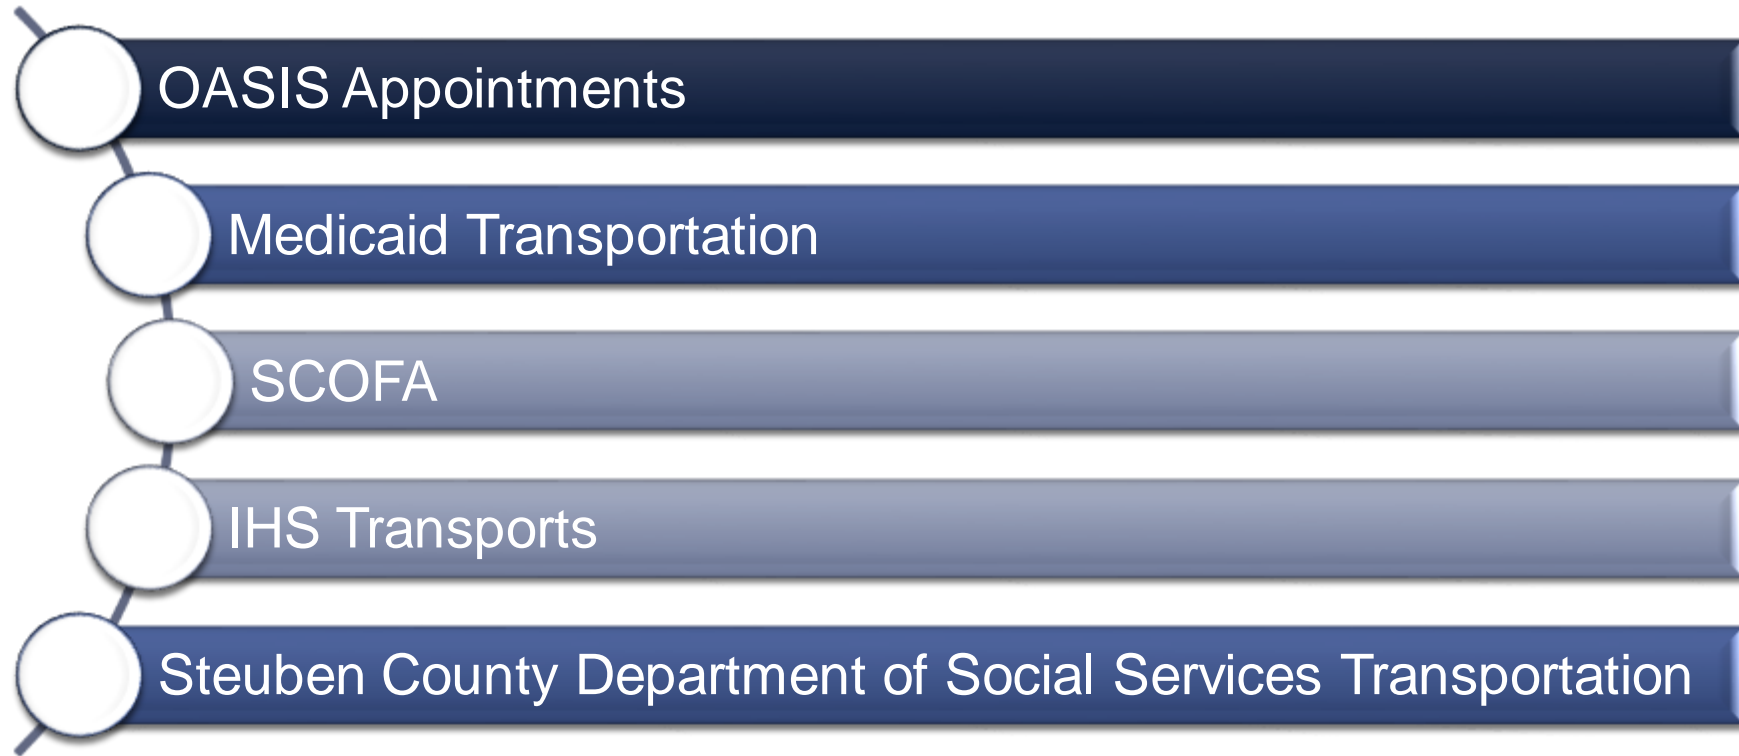 OASIS Appointments
Medicaid Transportation
SCOFA
IHS Transports
Steuben County Department of Social Services Transportation